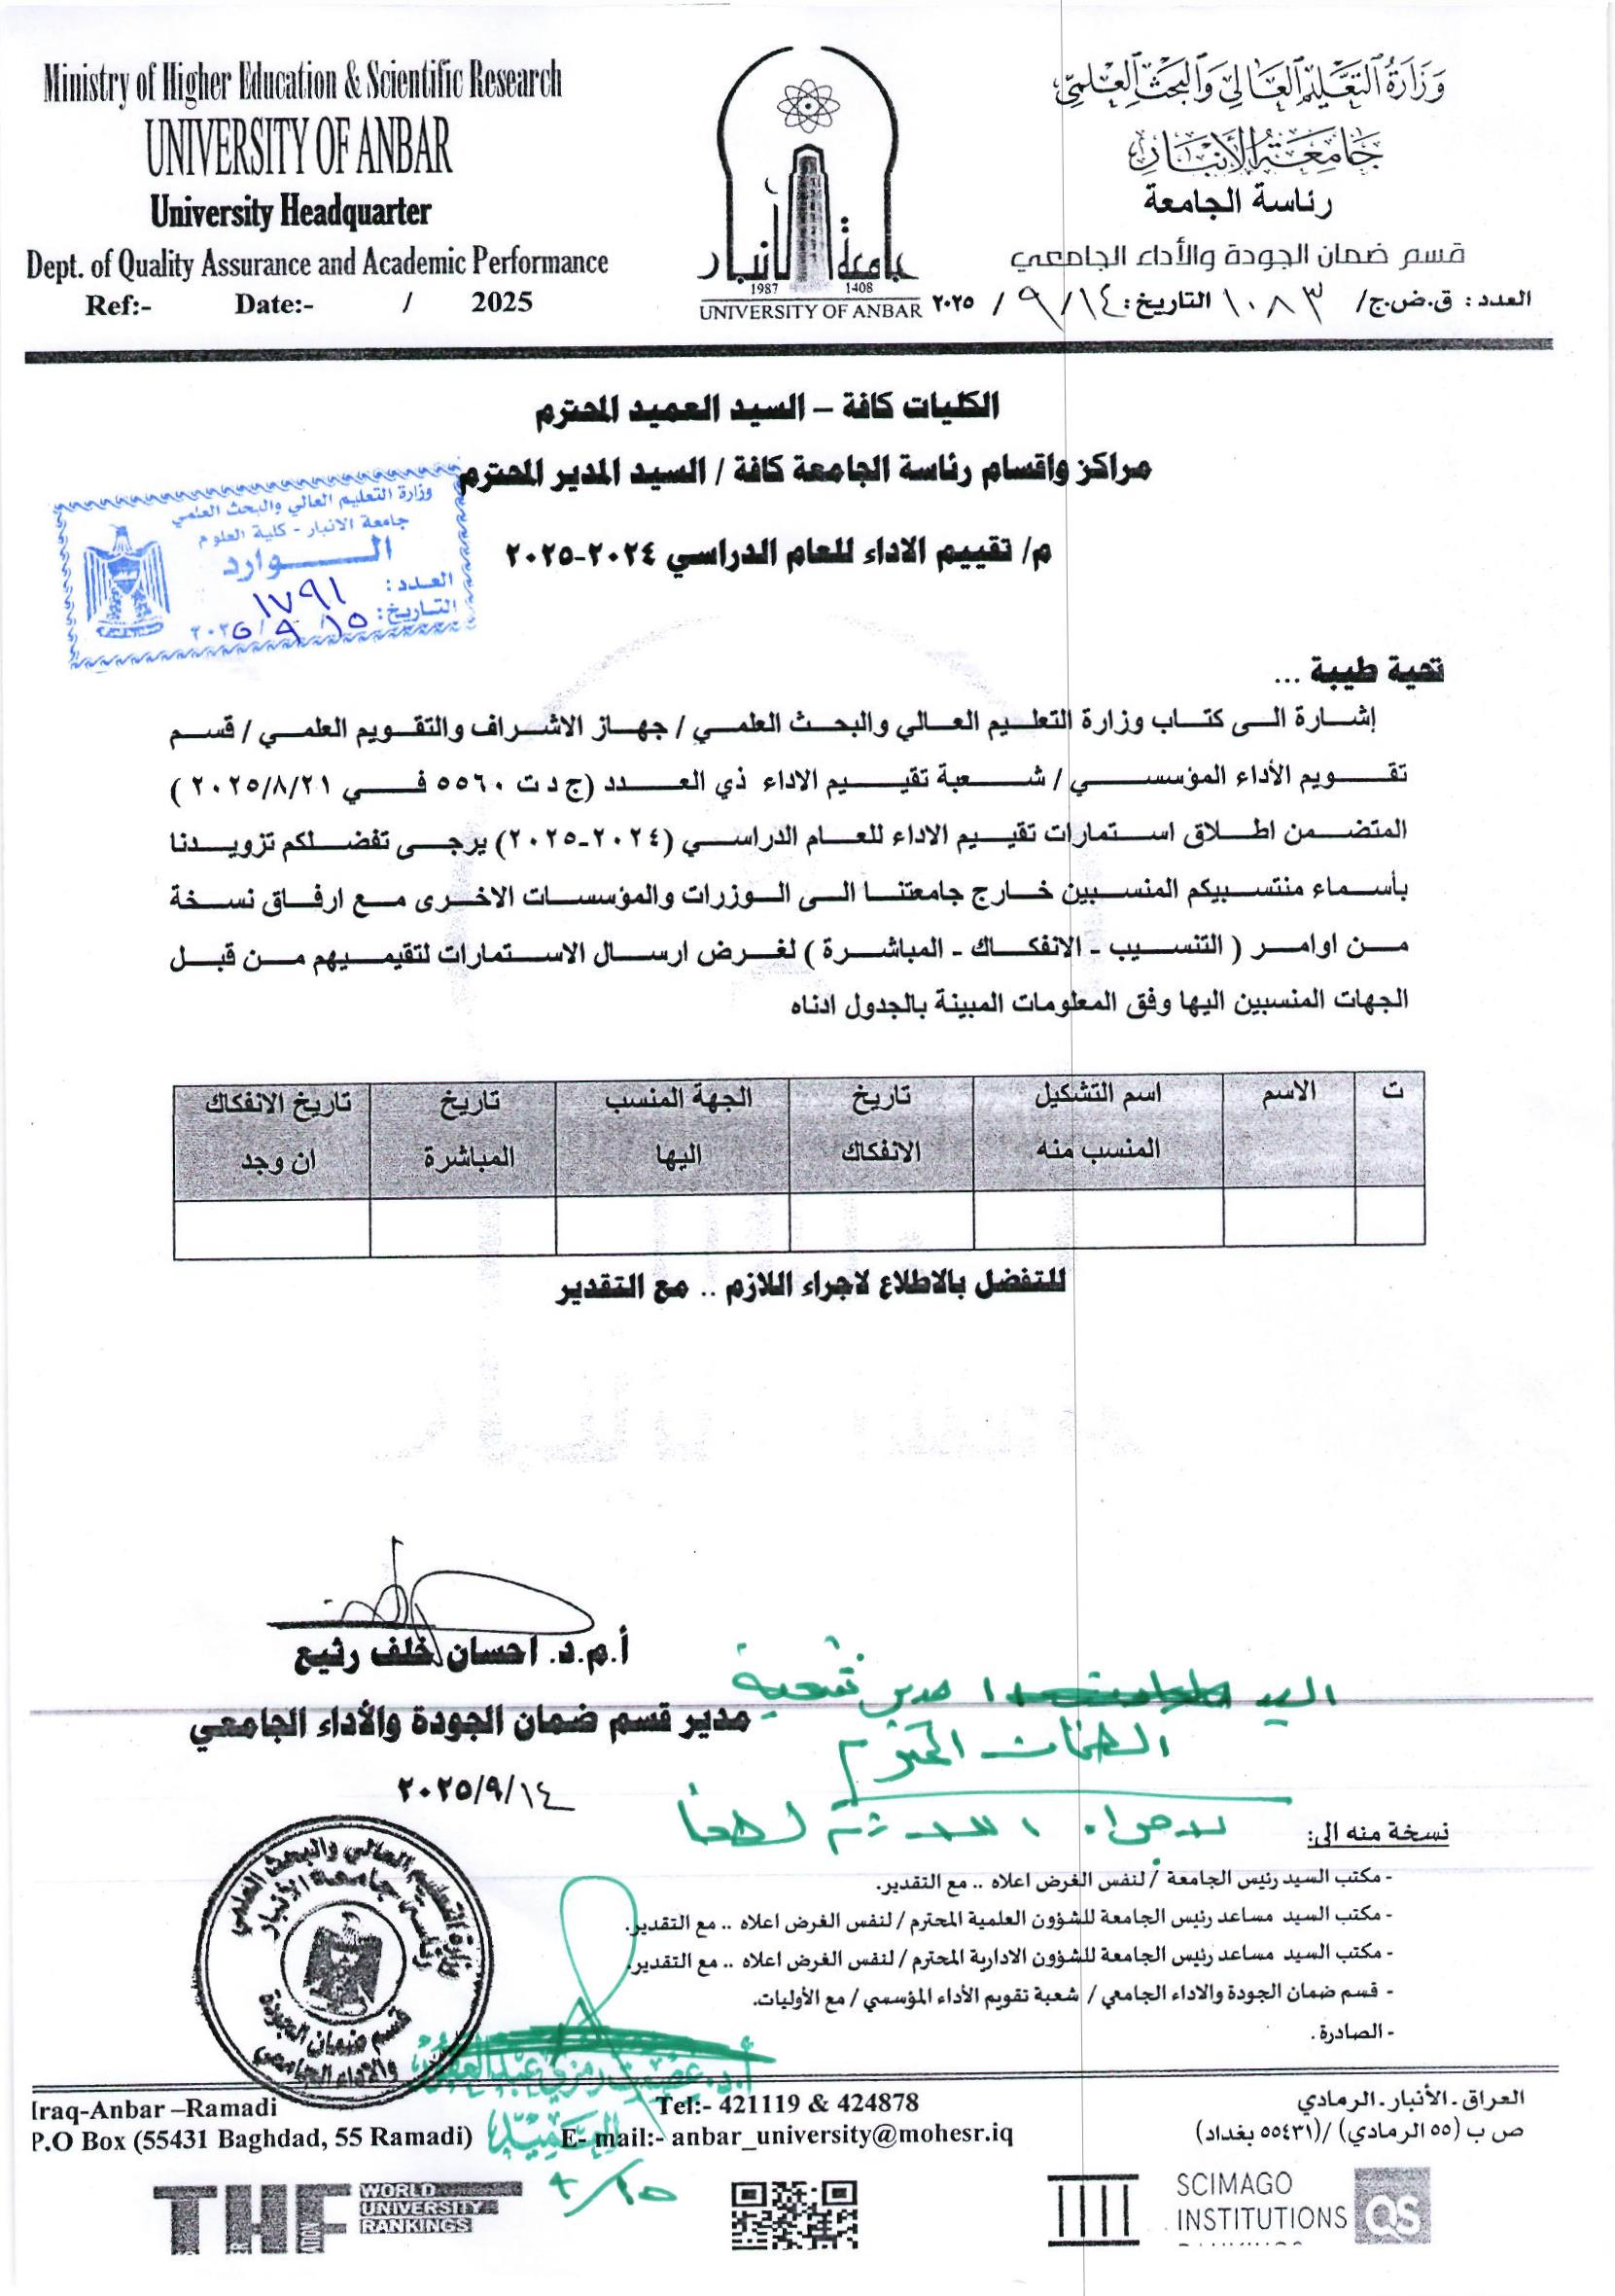 Ministry of Higher Education & Scientific Research
UNIVERSITY OF ANBAR
University Headquarter
Dept. of Quality Assurance and Academic Performance
Ref:- Date:- / 2025
جامعة الانبار
1987 1408
UNIVERSITY OF ANBAR
وزارة التعليم العالي والبحث العلمي
جامعة الأنبار
رئاسة الجامعة
قسم ضمان الجودة والأداء الجامعي
العدد : ق.ض.ج/ ١٠٨٣ التاريخ: ١٤/ ٩ / ٢٠٢٥
الكليات كافة – السيد العميد المحترم
مراكز واقسام رئاسة الجامعة كافة / السيد المدير المحترم
وزارة التعليم العالي والبحث العلمي
جامعة الانبار - كلية العلوم
الـــوارد
العدد: ١٧٩١
التاريخ: ١٥ / ٩ / ٢٠٢٥
م/ تقييم الاداء للعام الدراسي ٢٠٢٤-٢٠٢٥
تحية طيبة ...
إشارة الى كتاب وزارة التعليم العالي والبحث العلمي / جهاز الاشراف والتقويم العلمي / قسم
تقويم الأداء المؤسسي / شعبة تقييم الاداء ذي العدد (ج د ت ٥٥٦٠ في ٢٠٢٥/٨/٢١ )
المتضمن اطلاق استمارات تقييم الاداء للعام الدراسي (٢٠٢٤-٢٠٢٥) يرجى تفضلكم تزويدنا
بأسماء منتسبيكم المنسبين خارج جامعتنا الى الوزرات والمؤسسات الاخرى مع ارفاق نسخة
من اوامر ( التنسيب - الانفكاك - المباشرة ) لغرض ارسال الاستمارات لتقيميهم من قبل
الجهات المنسبين اليها وفق المعلومات المبينة بالجدول ادناه
ت الاسم اسم التشكيل المنسب منه تاريخ الانفكاك الجهة المنسب اليها تاريخ المباشرة تاريخ الانفكاك ان وجد
للتفضل بالاطلاع لاجراء اللازم .. مع التقدير
أ.م.د. احسان خلف رثيع
مدير قسم ضمان الجودة والأداء الجامعي
٢٠٢٥/٩/١٤
السيد مدير شعبة
المحترم
نسخة منه الى:
- مكتب السيد رئيس الجامعة / لنفس الغرض اعلاه .. مع التقدير.
- مكتب السيد مساعد رئيس الجامعة للشؤون العلمية المحترم / لنفس الغرض اعلاه .. مع التقدير.
- مكتب السيد مساعد رئيس الجامعة للشؤون الادارية المحترم / لنفس الغرض اعلاه .. مع التقدير.
- قسم ضمان الجودة والاداء الجامعي / شعبة تقويم الأداء المؤسسي / مع الأوليات.
- الصادرة .
وزارة التعليم العالي والبحث العلمي
رئاسة جامعة الأنبار
قسم ضمان الجودة
والاداء الجامعي
العميد
٩/١٥
Iraq-Anbar –Ramadi
P.O Box (55431 Baghdad, 55 Ramadi)
Tel:- 421119 & 424878
E- mail:- anbar_university@mohesr.iq
العراق.الأنبار.الرمادي
ص ب (٥٥ الرمادي) /(٥٥٤٣١ بغداد)
WORLD
UNIVERSITY
RANKINGS
SCIMAGO
INSTITUTIONS
QS